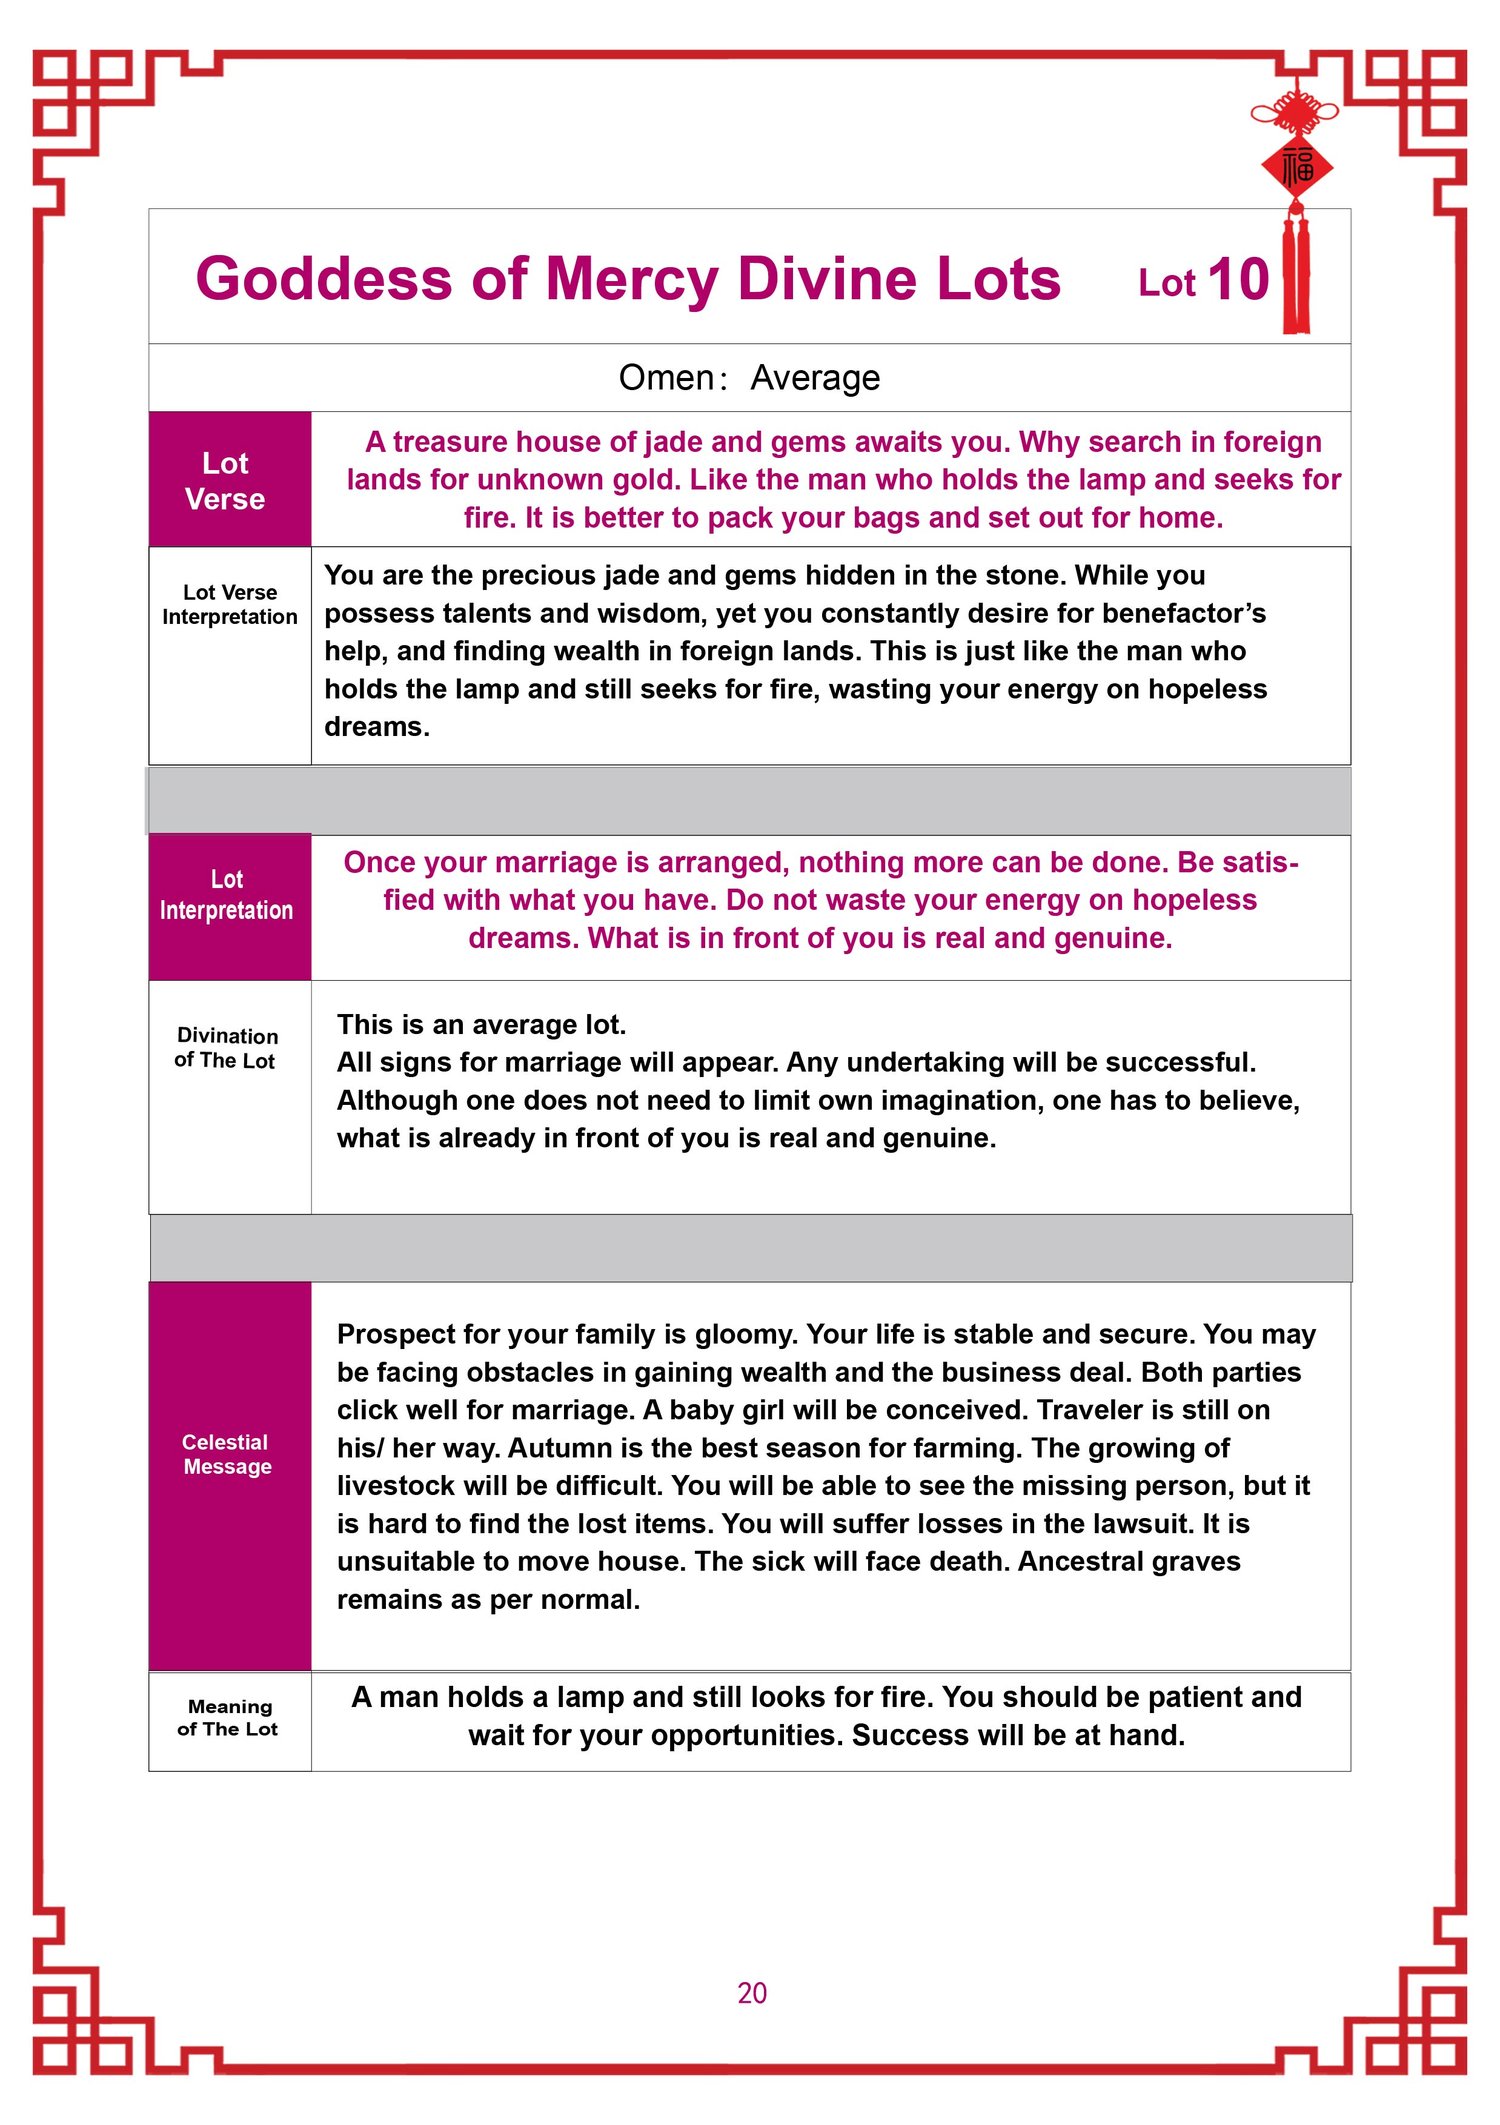 福
Goddess of Mercy Divine Lots Lot 10
Omen： Average
Lot
Verse
A treasure house of jade and gems awaits you. Why search in foreign
lands for unknown gold. Like the man who holds the lamp and seeks for
fire. It is better to pack your bags and set out for home.
Lot Verse
Interpretation
You are the precious jade and gems hidden in the stone. While you
possess talents and wisdom, yet you constantly desire for benefactor’s
help, and finding wealth in foreign lands. This is just like the man who
holds the lamp and still seeks for fire, wasting your energy on hopeless
dreams.
Lot
Interpretation
Once your marriage is arranged, nothing more can be done. Be satis-
fied with what you have. Do not waste your energy on hopeless
dreams. What is in front of you is real and genuine.
Divination
of The Lot
This is an average lot.
All signs for marriage will appear. Any undertaking will be successful.
Although one does not need to limit own imagination, one has to believe,
what is already in front of you is real and genuine.
Celestial
Message
Prospect for your family is gloomy. Your life is stable and secure. You may
be facing obstacles in gaining wealth and the business deal. Both parties
click well for marriage. A baby girl will be conceived. Traveler is still on
his/ her way. Autumn is the best season for farming. The growing of
livestock will be difficult. You will be able to see the missing person, but it
is hard to find the lost items. You will suffer losses in the lawsuit. It is
unsuitable to move house. The sick will face death. Ancestral graves
remains as per normal.
Meaning
of The Lot
A man holds a lamp and still looks for fire. You should be patient and
wait for your opportunities. Success will be at hand.
20